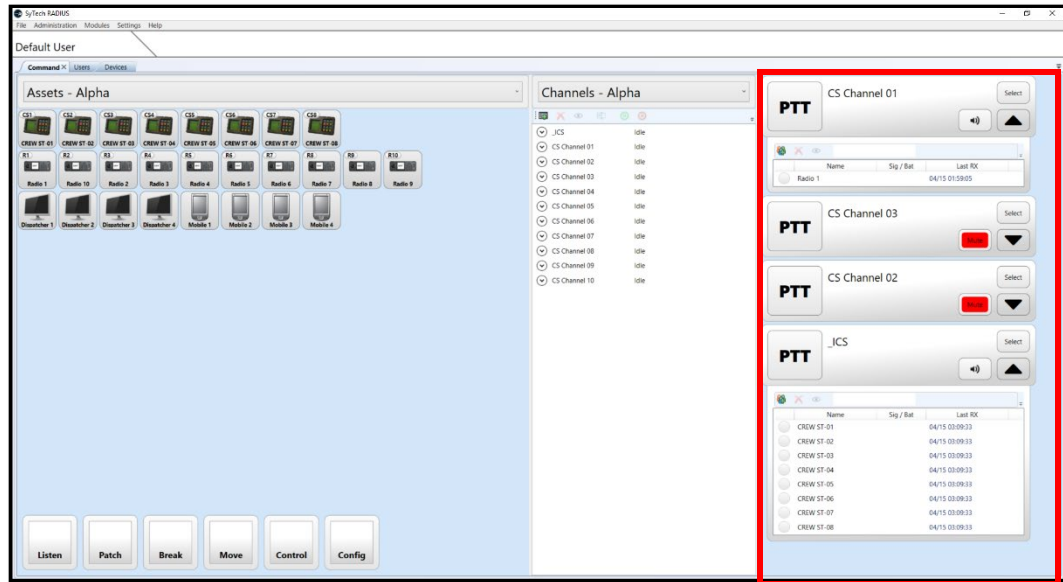 SyTech RADIUS
File Administration Modules Settings Help
Default User
Command × Users Devices
Assets - Alpha
CS1 CS2 CS3 CS4 CS5 CS6 CS7 CS8
CREW ST-01 CREW ST-02 CREW ST-03 CREW ST-04 CREW ST-05 CREW ST-06 CREW ST-07 CREW ST-08
R1 R2 R3 R4 R5 R6 R7 R8 R9 R10
Radio 1 Radio 10 Radio 2 Radio 3 Radio 4 Radio 5 Radio 6 Radio 7 Radio 8 Radio 9
Dispatcher 1 Dispatcher 2 Dispatcher 3 Dispatcher 4 Mobile 1 Mobile 2 Mobile 3 Mobile 4
Listen Patch Break Move Control Config
Channels - Alpha
_ICS Idle
CS Channel 01 Idle
CS Channel 02 Idle
CS Channel 03 Idle
CS Channel 04 Idle
CS Channel 05 Idle
CS Channel 06 Idle
CS Channel 07 Idle
CS Channel 08 Idle
CS Channel 09 Idle
CS Channel 10 Idle
PTT CS Channel 01 Select
Name Sig / Bat Last RX
Radio 1 04/15 01:59:05
PTT CS Channel 03 Select
Mute
PTT CS Channel 02 Select
Mute
PTT _ICS Select
Name Sig / Bat Last RX
CREW ST-01 04/15 03:09:33
CREW ST-02 04/15 03:09:33
CREW ST-03 04/15 03:09:33
CREW ST-04 04/15 03:09:33
CREW ST-05 04/15 03:09:33
CREW ST-06 04/15 03:09:33
CREW ST-07 04/15 03:09:33
CREW ST-08 04/15 03:09:33